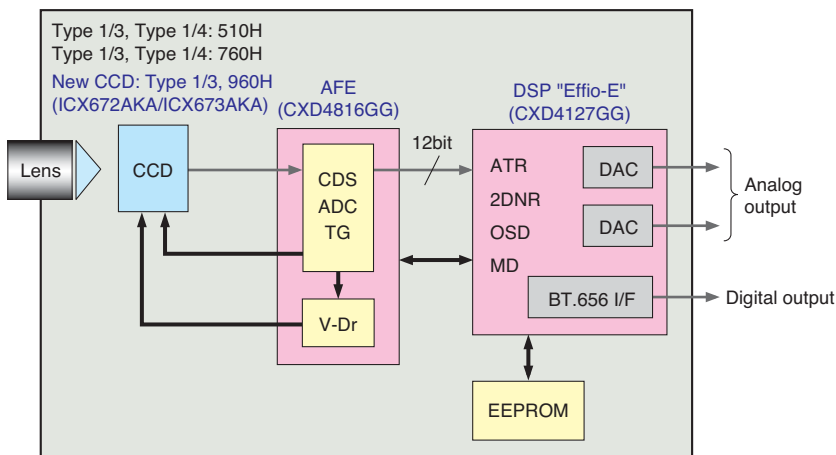 Type 1/3, Type 1/4: 510H
Type 1/3, Type 1/4: 760H
New CCD: Type 1/3, 960H
(ICX672AKA/ICX673AKA)
AFE
(CXD4816GG)
DSP "Effio-E"
(CXD4127GG)
Lens
CCD
CDS
ADC
TG
V-Dr
12bit
ATR
2DNR
OSD
MD
DAC
DAC
BT.656 I/F
Analog
output
Digital output
EEPROM